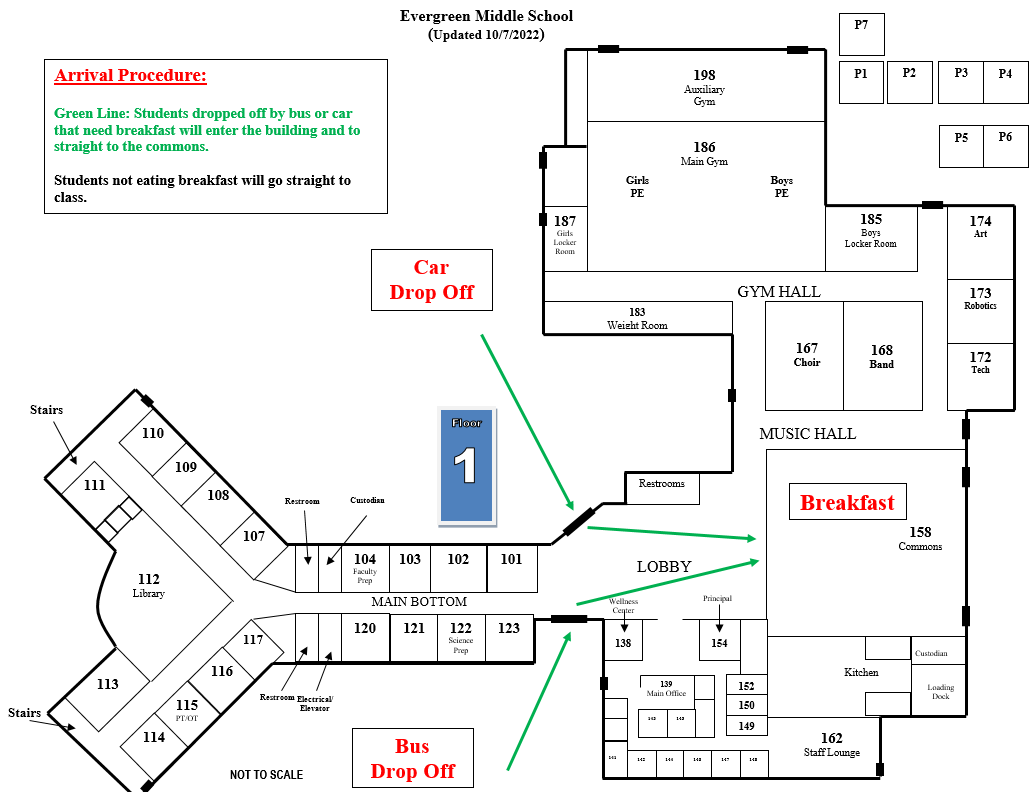 Evergreen Middle School
(Updated 10/7/2022)
Arrival Procedure:
Green Line: Students dropped off by bus or car
that need breakfast will enter the building and to
straight to the commons.
Students not eating breakfast will go straight to
class.
P7
P1
P2
P3
P4
P5
P6
198
Auxiliary
Gym
186
Main Gym
Girls
PE
Boys
PE
187
Girls
Locker
Room
185
Boys
Locker Room
174
Art
173
Robotics
172
Tech
GYM HALL
183
Weight Room
167
Choir
168
Band
MUSIC HALL
Car
Drop Off
Floor
1
Restrooms
Breakfast
158
Commons
LOBBY
Stairs
110
109
108
107
111
Restroom
Custodian
104
Faculty
Prep
103
102
101
112
Library
MAIN BOTTOM
120
121
122
Science
Prep
123
117
116
115
PT/OT
114
113
Stairs
Restroom
Electrical/
Elevator
Wellness
Center
138
Principal
154
139
Main Office
152
150
149
143
141
142
144
147
Kitchen
Custodian
Loading
Dock
162
Staff Lounge
Bus
Drop Off
NOT TO SCALE